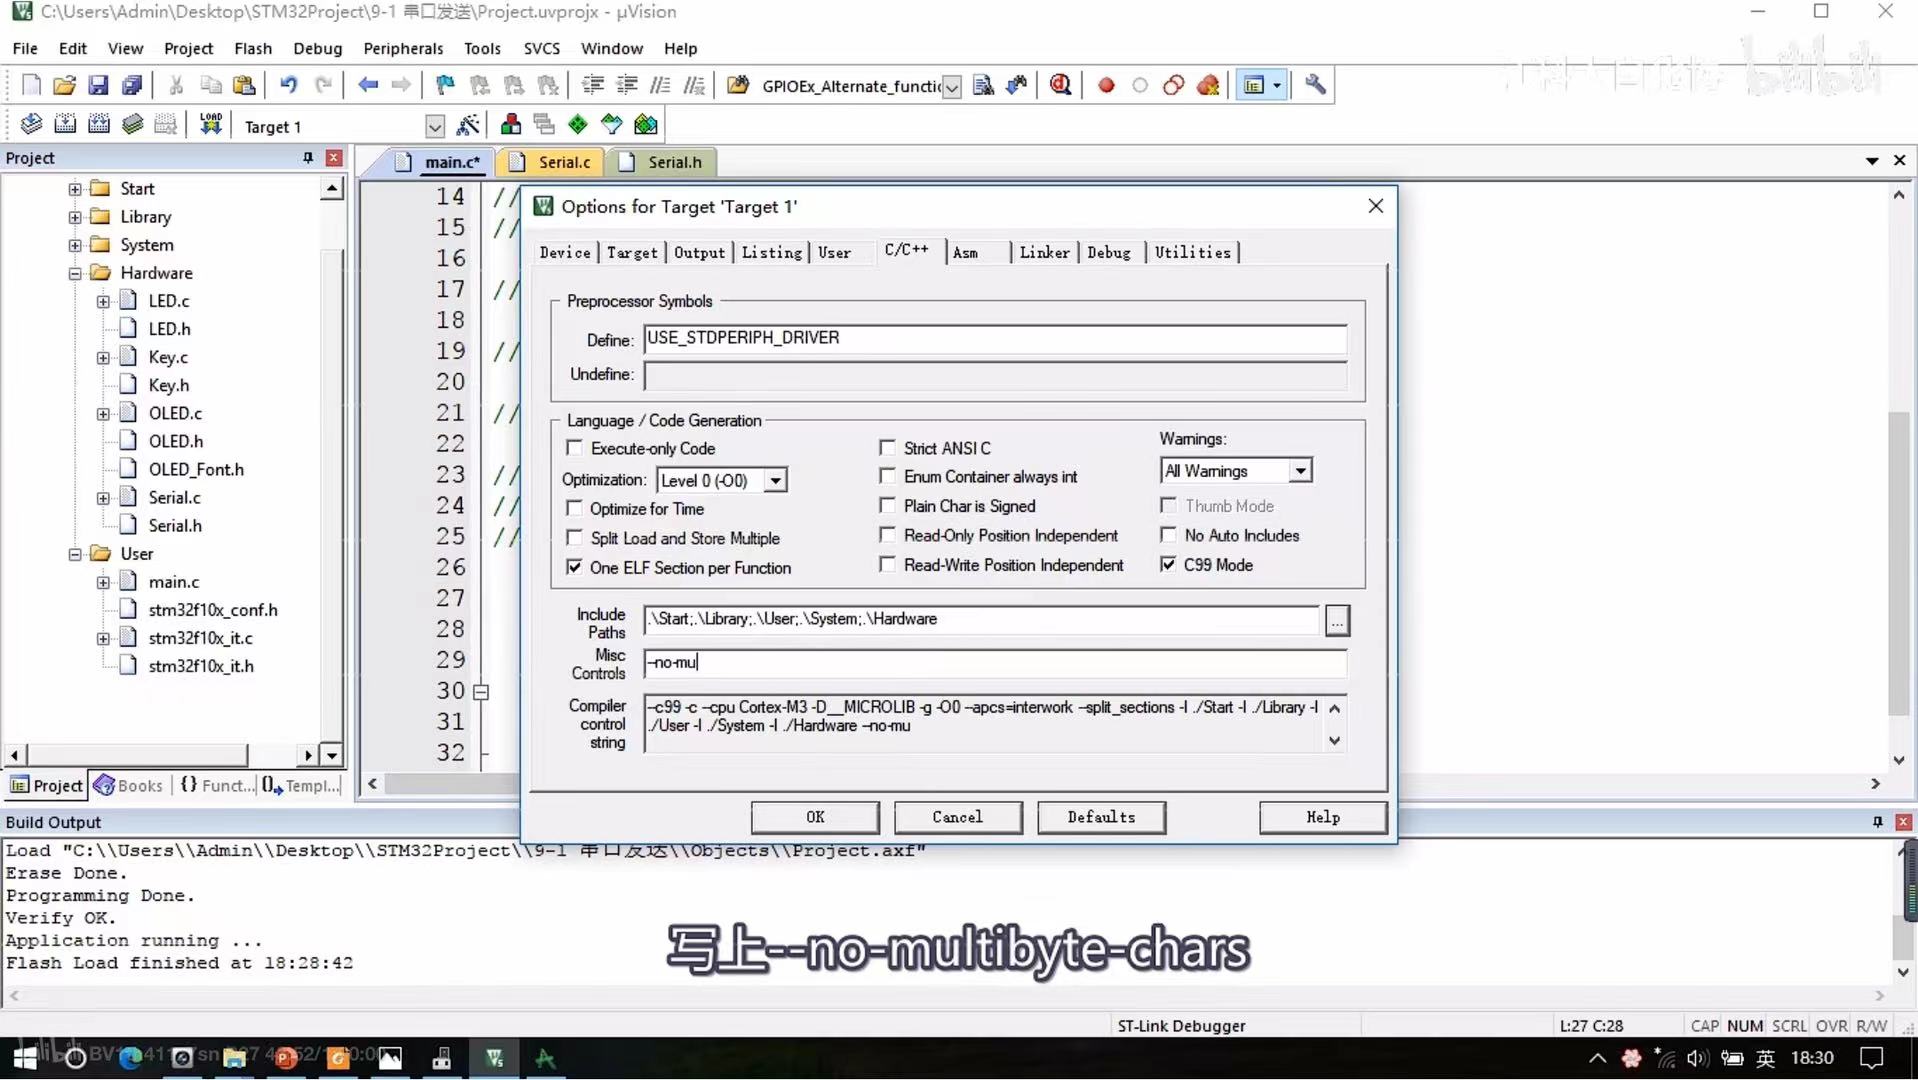 C:\Users\Admin\Desktop\STM32Project\9-1 串口发送\Project.uvprojx - µVision
File Edit View Project Flash Debug Peripherals Tools SVCS Window Help
GPIOEx_Alternate_functi
LOAD Target 1
Project
main.c* Serial.c Serial.h
Start
Library
System
Hardware
LED.c
LED.h
Key.c
Key.h
OLED.c
OLED.h
OLED_Font.h
Serial.c
Serial.h
User
main.c
stm32f10x_conf.h
stm32f10x_it.c
stm32f10x_it.h
Project Books {} Funct... Templ...
14 //
15 //
16
17 //
18
19 //
20
21 //
22
23 //
24 //
25 //
26
27
28
29
30
31
32
Options for Target 'Target 1'
Device Target Output Listing User C/C++ Asm Linker Debug Utilities
Preprocessor Symbols
Define: USE_STDPERIPH_DRIVER
Undefine:
Language / Code Generation
Execute-only Code
Optimization: Level 0 (-O0)
Optimize for Time
Split Load and Store Multiple
One ELF Section per Function
Strict ANSI C
Enum Container always int
Plain Char is Signed
Read-Only Position Independent
Read-Write Position Independent
Warnings:
All Warnings
Thumb Mode
No Auto Includes
C99 Mode
Include Paths .\Start;.\Library;.\User;.\System;.\Hardware
Misc Controls --no-mu
Compiler control string --c99 -c --cpu Cortex-M3 -D__MICROLIB -g -O0 --apcs=interwork --split_sections -I ./Start -I ./Library -I
./User -I ./System -I ./Hardware --no-mu
OK Cancel Defaults Help
Build Output
Load "C:\\Users\\Admin\\Desktop\\STM32Project\\9-1 串口发送\\Objects\\Project.axf"
Erase Done.
Programming Done.
Verify OK.
Application running ...
Flash Load finished at 18:28:42
写上--no-multibyte-chars
ST-Link Debugger L:27 C:28 CAP NUM SCRL OVR R/W
英 18:30
bilibili